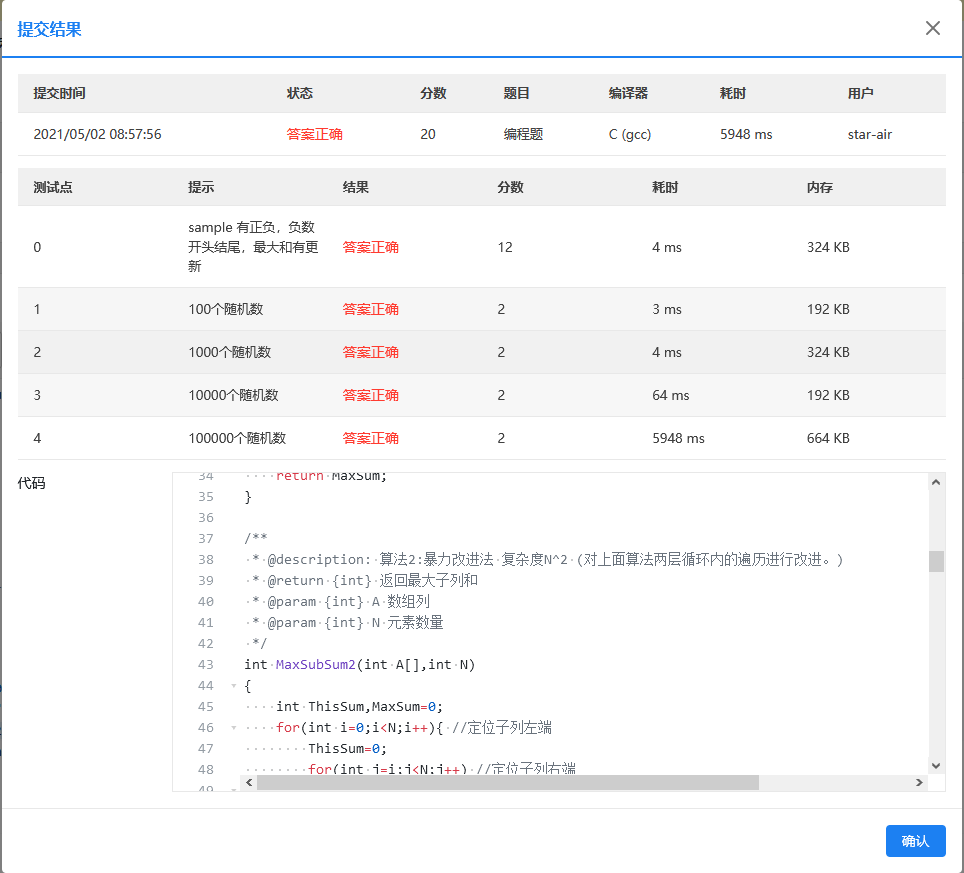 提交结果
提交时间 状态 分数 题目 编译器 耗时 用户
2021/05/02 08:57:56 答案正确 20 编程题 C (gcc) 5948 ms star-air
测试点 提示 结果 分数 耗时 内存
0 sample 有正负，负数开头结尾，最大和有更新 答案正确 12 4 ms 324 KB
1 100个随机数 答案正确 2 3 ms 192 KB
2 1000个随机数 答案正确 2 4 ms 324 KB
3 10000个随机数 答案正确 2 64 ms 192 KB
4 100000个随机数 答案正确 2 5948 ms 664 KB
代码
34 return MaxSum;
35 }
36
37 /**
38 * @description: 算法2:暴力改进法 复杂度N^2 (对上面算法两层循环内的遍历进行改进。)
39 * @return {int} 返回最大子列和
40 * @param {int} A 数组列
41 * @param {int} N 元素数量
42 */
43 int MaxSubSum2(int A[],int N)
44 {
45 int ThisSum,MaxSum=0;
46 for(int i=0;i<N;i++){ //定位子列左端
47 ThisSum=0;
48 for(int j=i;j<N;j++) //定位子列右端
49
确认